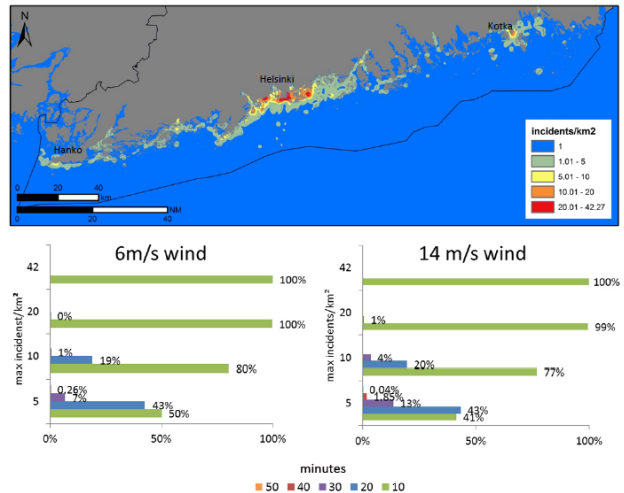 N
Kotka
Helsinki
Hanko
incidents/km2
1
1.01 - 5
5.01 - 10
10.01 - 20
20.01 - 42.27
0 20 40
km
0 20 40
NM
6m/s wind
max incidenst/km²
42
100%
20
0%
100%
10
1%
19%
80%
5
0.26%
7%
43%
50%
0% 50% 100%
14 m/s wind
max incidents/km²
42
100%
20
1%
99%
10
4%
20%
77%
5
0.04%
1.85%
13%
43%
41%
0% 50% 100%
minutes
50 40 30 20 10